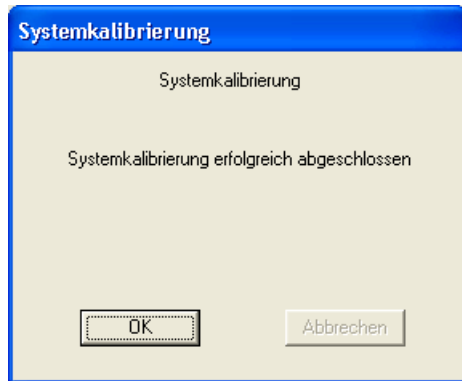 Systemkalibrierung
Systemkalibrierung
Systemkalibrierung erfolgreich abgeschlossen
OK
Abbrechen